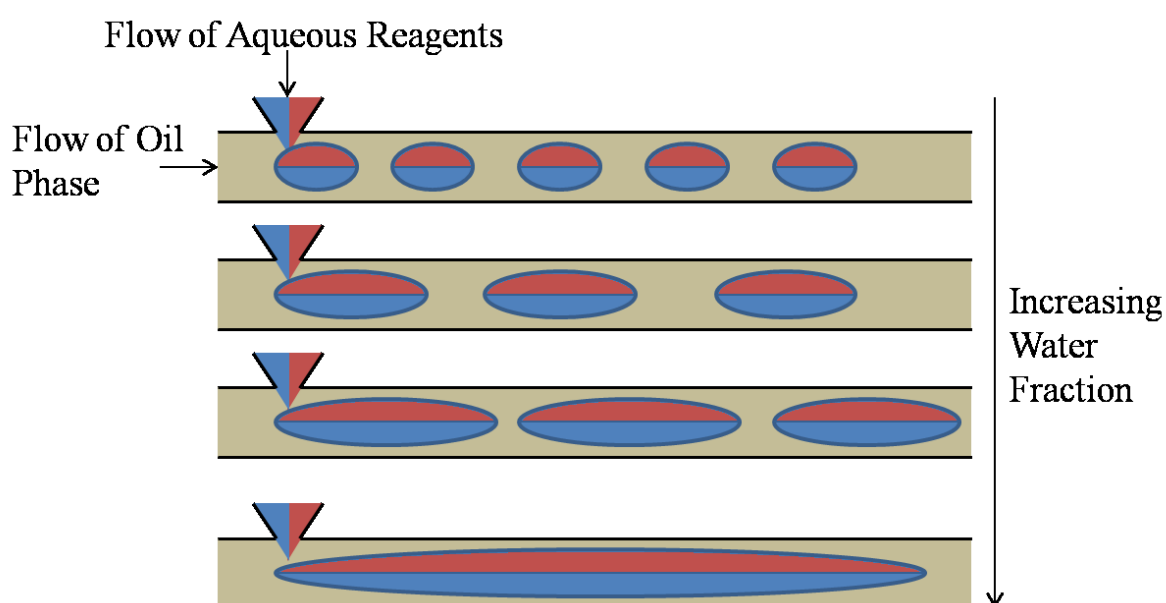 Flow of Aqueous Reagents
Flow of Oil
Phase
Increasing
Water
Fraction